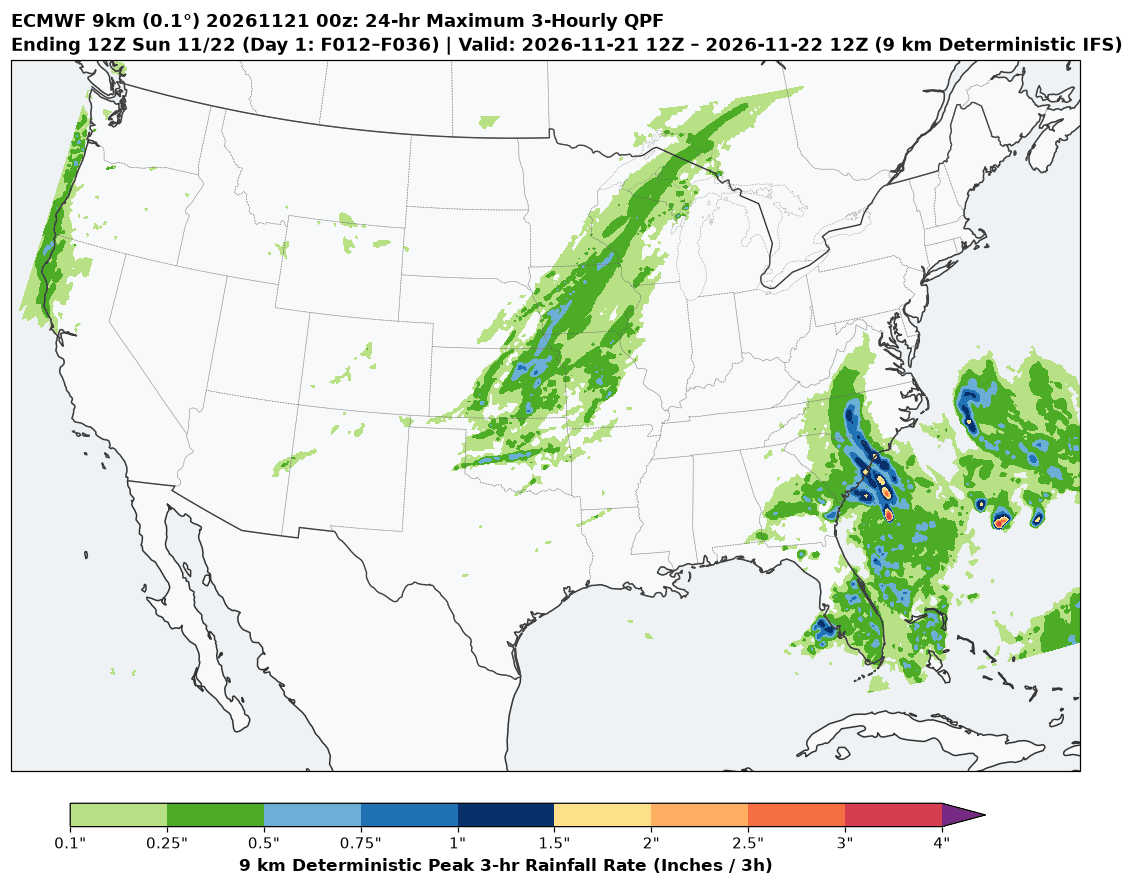 ECMWF 9km (0.1°) 20261121 00z: 24-hr Maximum 3-Hourly QPF
Ending 12Z Sun 11/22 (Day 1: F012–F036) | Valid: 2026-11-21 12Z – 2026-11-22 12Z (9 km Deterministic IFS)
0.1" 0.25" 0.5" 0.75" 1" 1.5" 2" 2.5" 3" 4"
9 km Deterministic Peak 3-hr Rainfall Rate (Inches / 3h)